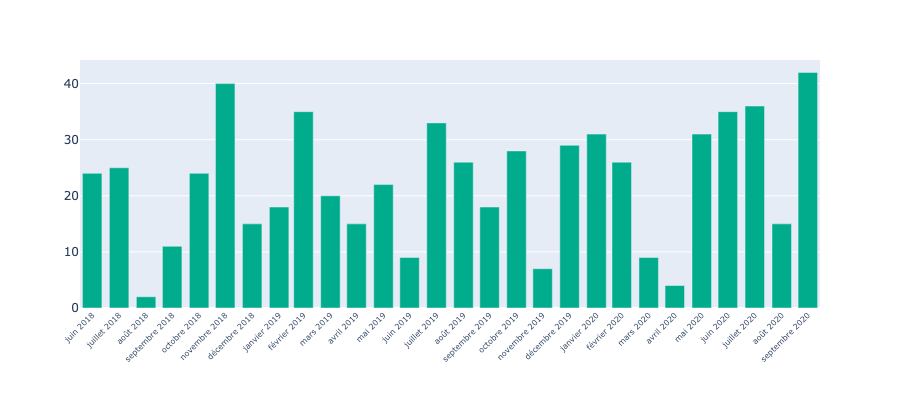 40
30
20
10
0
juin 2018
juillet 2018
août 2018
septembre 2018
octobre 2018
novembre 2018
décembre 2018
janvier 2019
février 2019
mars 2019
avril 2019
mai 2019
juin 2019
juillet 2019
août 2019
septembre 2019
octobre 2019
novembre 2019
décembre 2019
janvier 2020
février 2020
mars 2020
avril 2020
mai 2020
juin 2020
juillet 2020
août 2020
septembre 2020